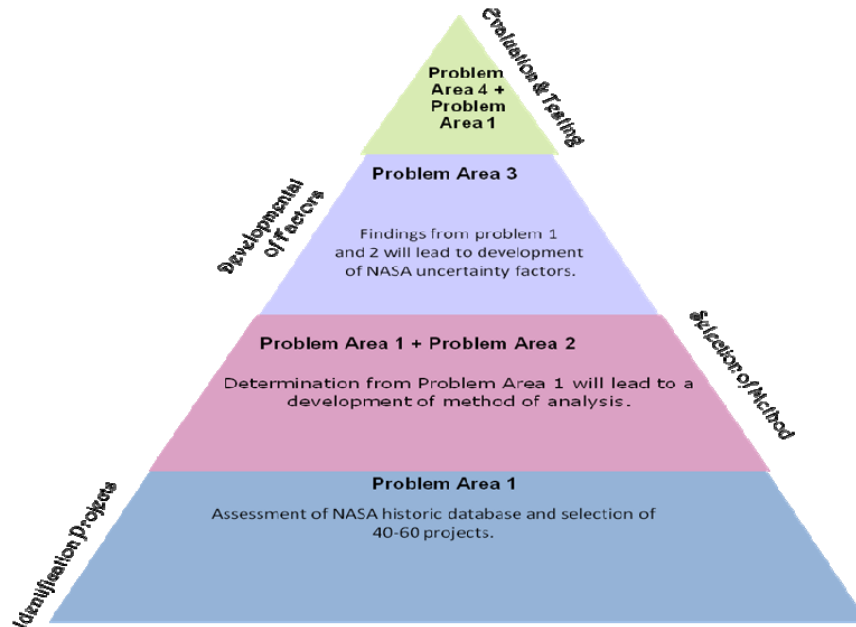 Problem
Area 4 +
Problem
Area 1
Evaluation & Testing
Problem Area 3
Developmental
of Factors
Findings from problem 1
and 2 will lead to development
of NASA uncertainty factors.
Problem Area 1 + Problem Area 2
Determination from Problem Area 1 will lead to a
development of method of analysis.
Selection of Method
Problem Area 1
Assessment of NASA historic database and selection of
40-60 projects.
Identification Projects